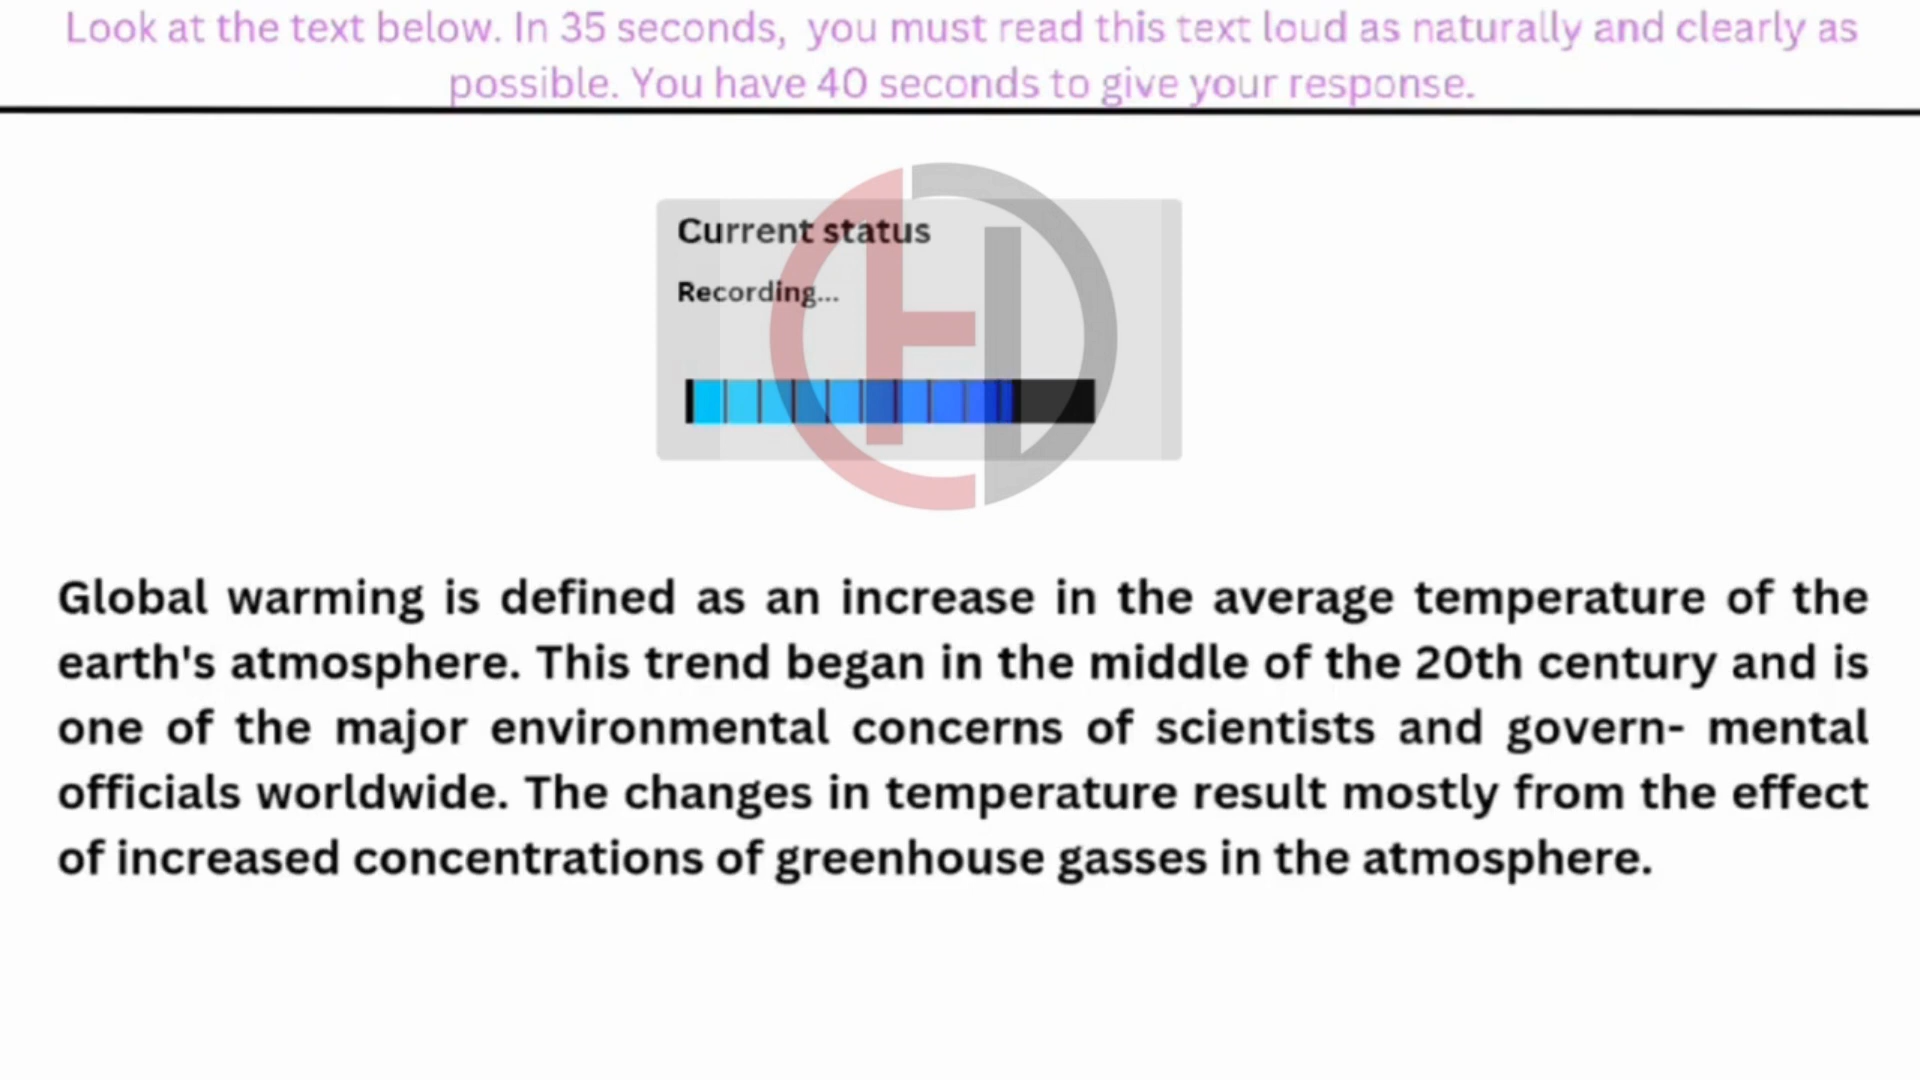 Look at the text below. In 35 seconds, you must read this text loud as naturally and clearly as
possible. You have 40 seconds to give your response.
Current status
Recording...
Global warming is defined as an increase in the average temperature of the
earth's atmosphere. This trend began in the middle of the 20th century and is
one of the major environmental concerns of scientists and govern- mental
officials worldwide. The changes in temperature result mostly from the effect
of increased concentrations of greenhouse gasses in the atmosphere.